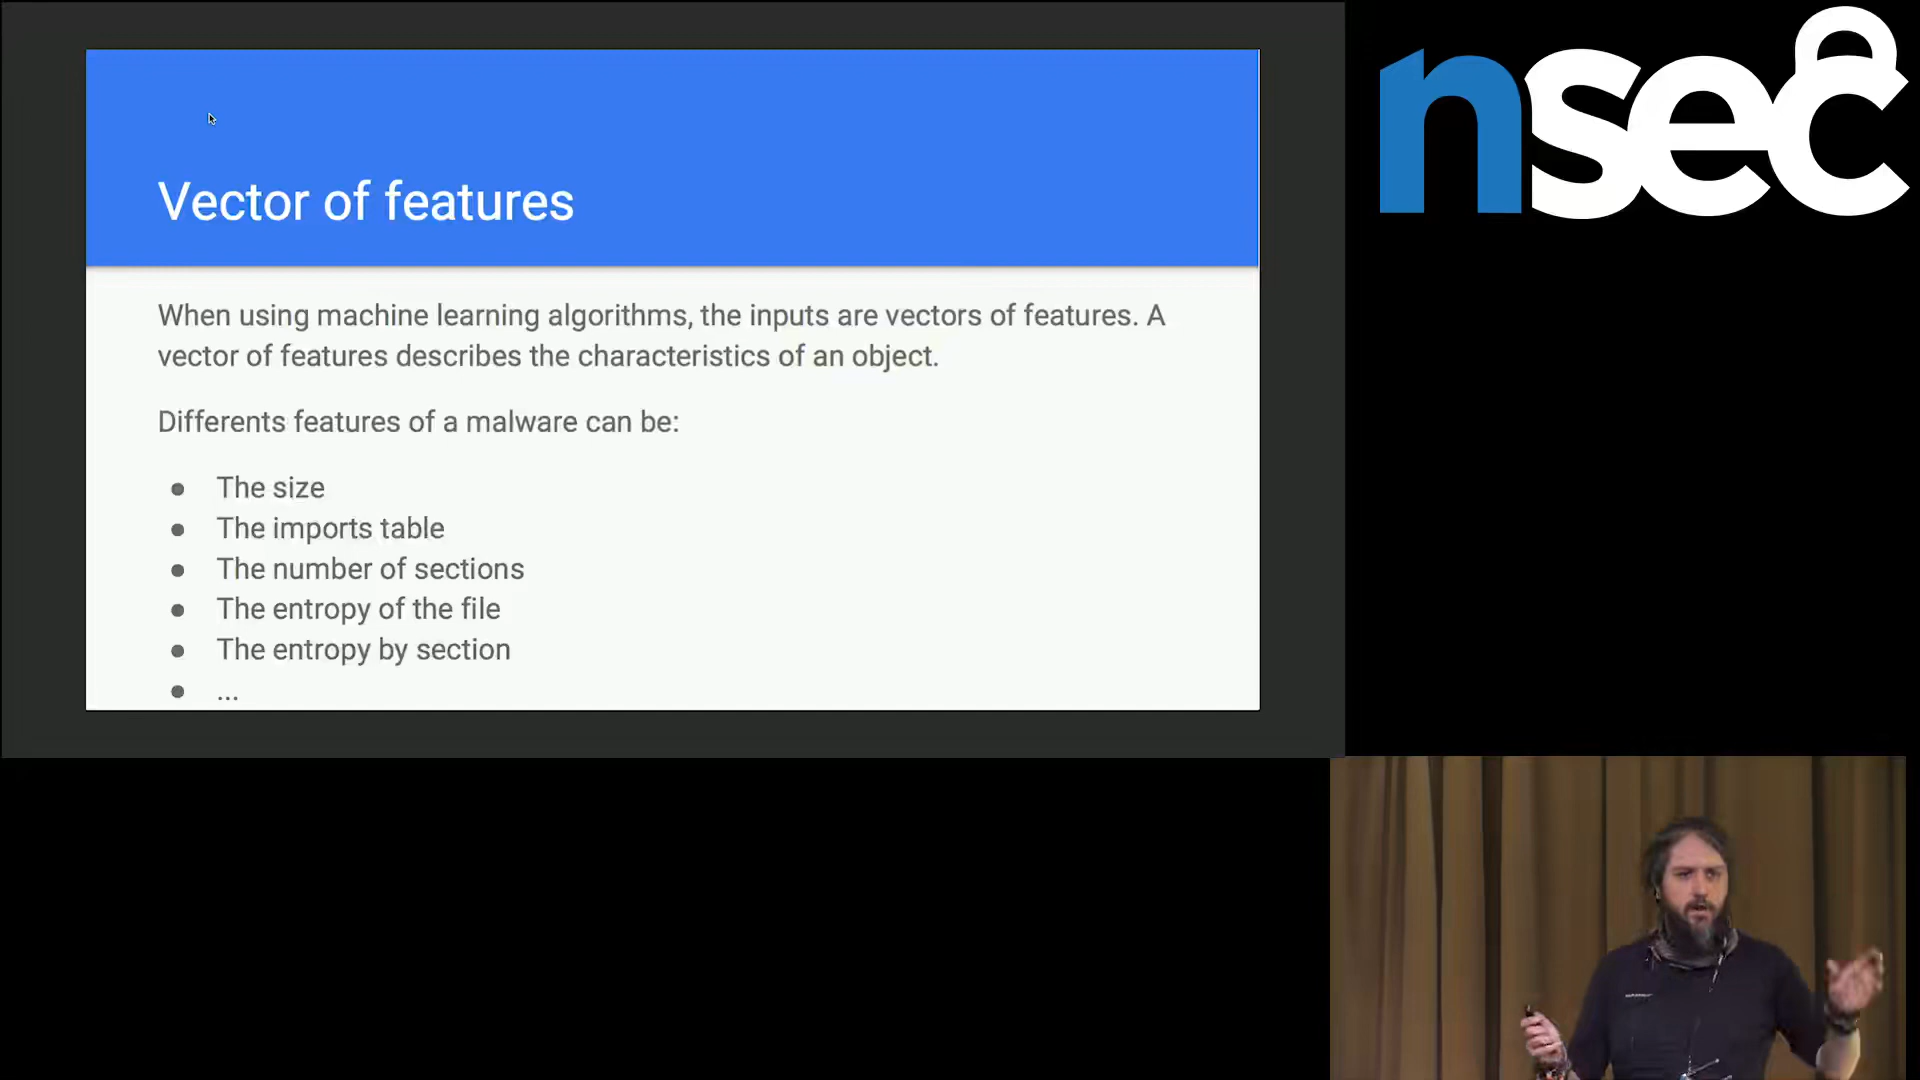 nsec
Vector of features
When using machine learning algorithms, the inputs are vectors of features. A
vector of features describes the characteristics of an object.
Differents features of a malware can be:
● The size
● The imports table
● The number of sections
● The entropy of the file
● The entropy by section
● ...